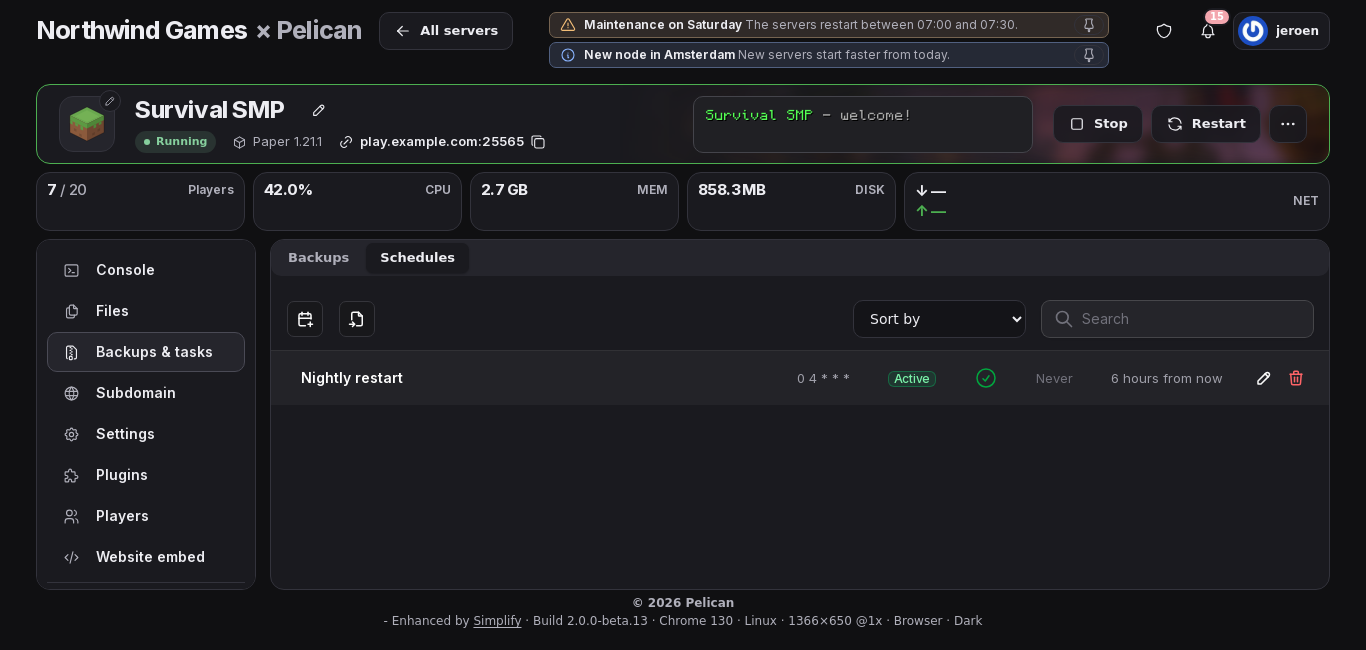 Northwind Games × Pelican
All servers
Maintenance on Saturday The servers restart between 07:00 and 07:30.
New node in Amsterdam New servers start faster from today.
15
jeroen
Survival SMP
Running
Paper 1.21.1
play.example.com:25565
Survival SMP - welcome!
Stop
Restart
7 / 20
Players
42.0%
CPU
2.7 GB
MEM
858.3 MB
DISK
↓ —
↑ —
NET
Console
Files
Backups & tasks
Subdomain
Settings
Plugins
Players
Website embed
Backups
Schedules
Sort by
Search
Nightly restart
0 4 * * *
Active
Never
6 hours from now
© 2026 Pelican
- Enhanced by Simplify · Build 2.0.0-beta.13 · Chrome 130 · Linux · 1366×650 @1x · Browser · Dark